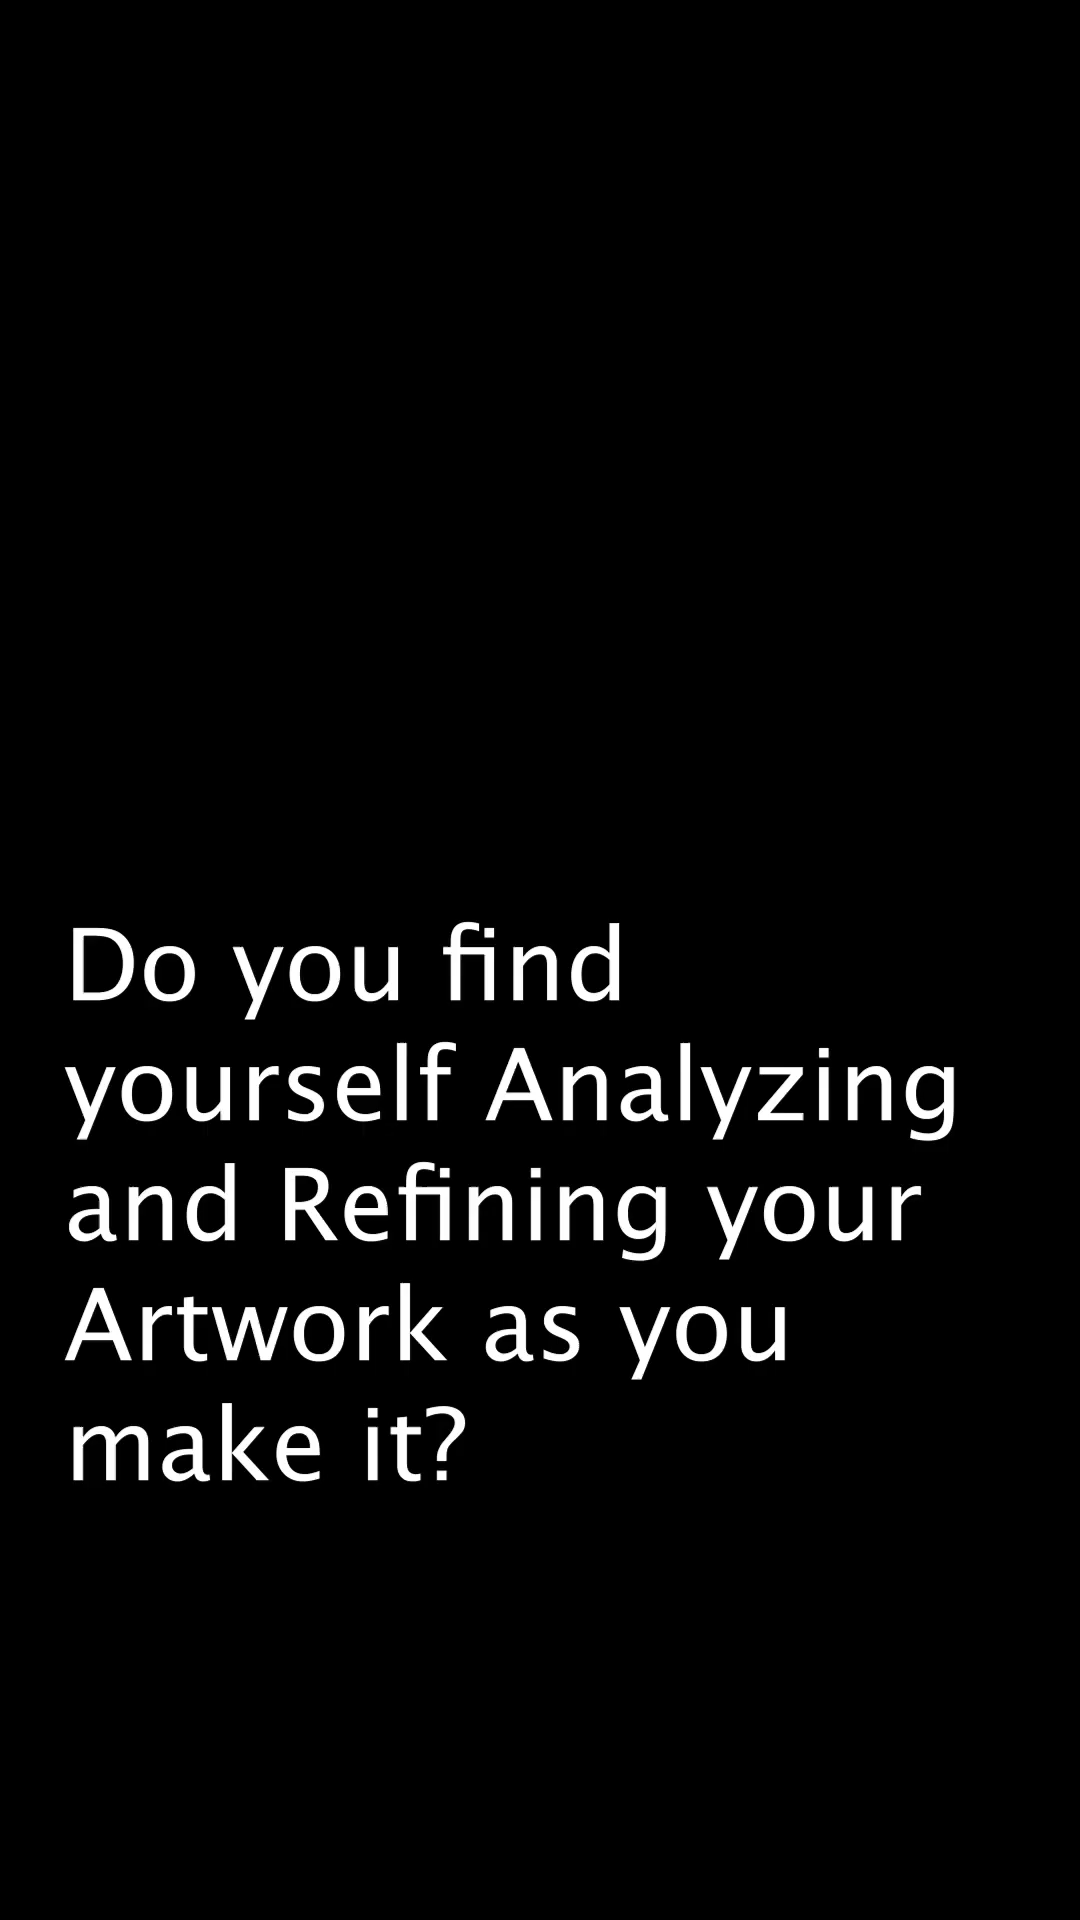 Do you find
yourself Analyzing
and Refining your
Artwork as you
make it?